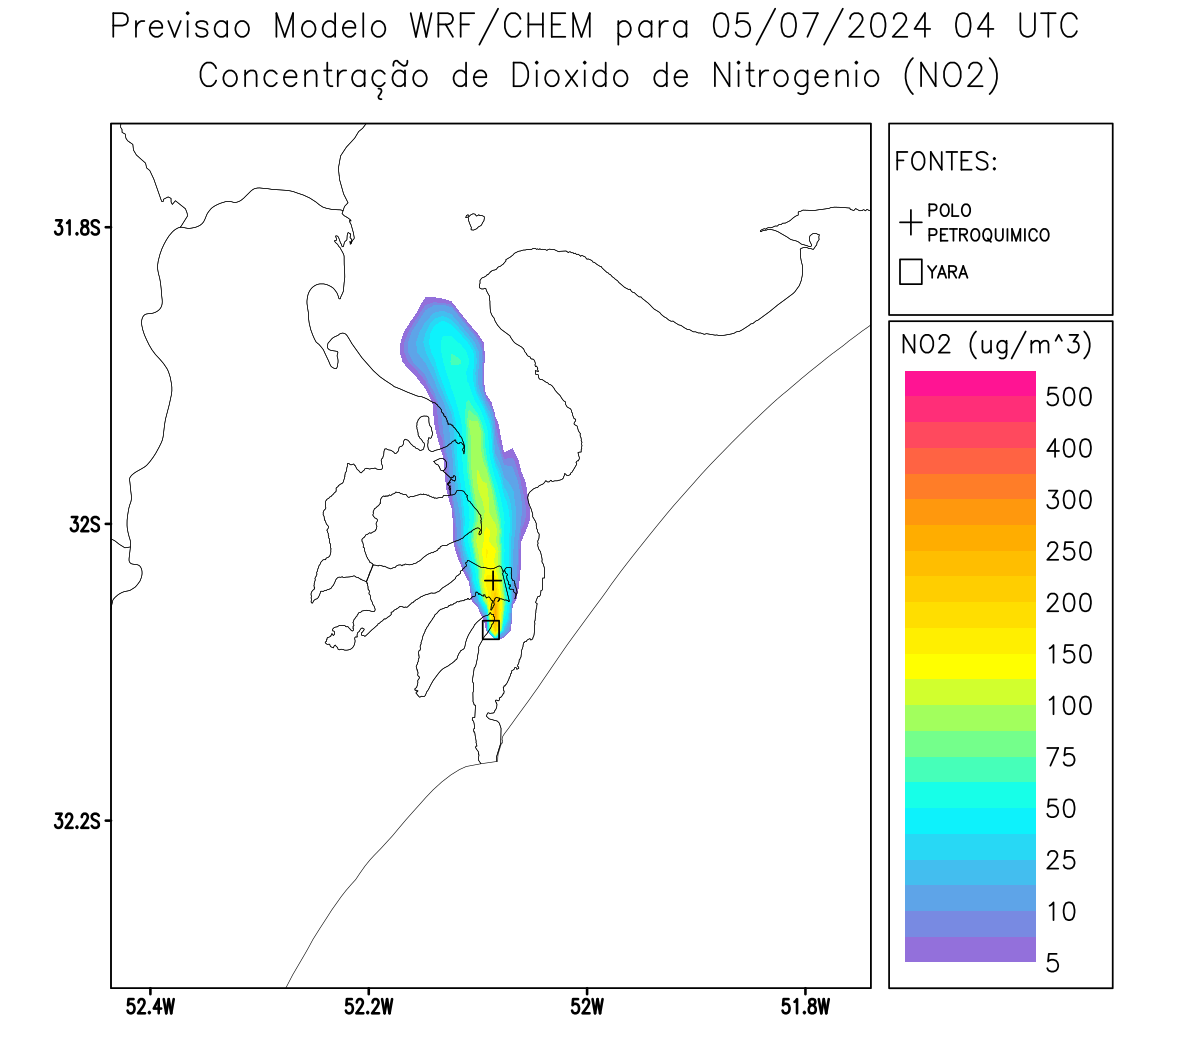 Previsao Modelo WRF/CHEM para 05/07/2024 04 UTC
Concentração de Dioxido de Nitrogenio (NO2)
FONTES:
POLO
PETROQUIMICO
YARA
NO2 (ug/m^3)
500
400
300
250
200
150
100
75
50
25
10
5
31.8S
32S
32.2S
52.4W
52.2W
52W
51.8W